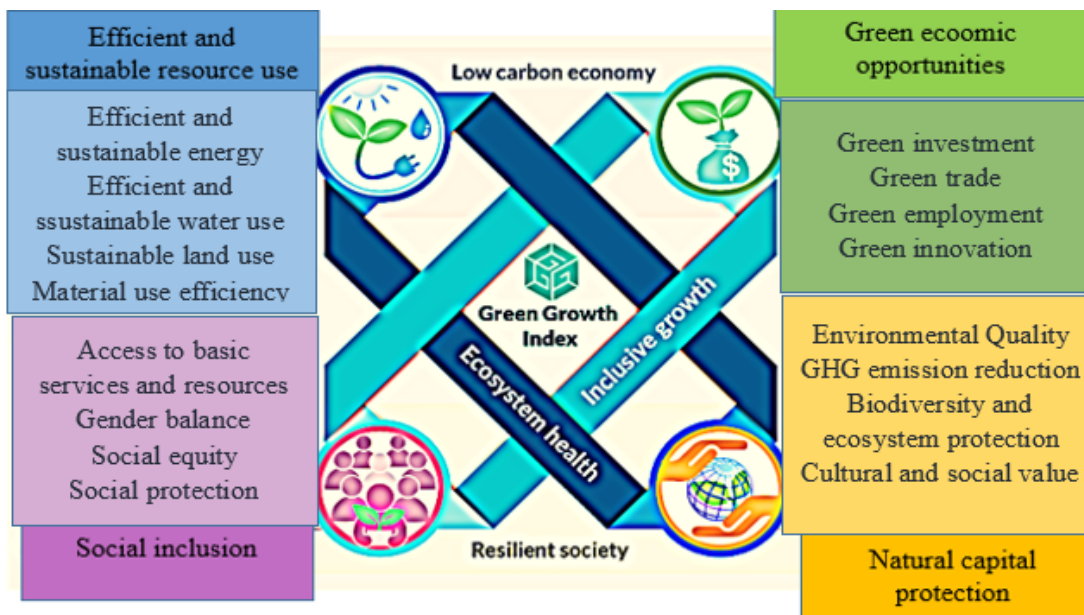 Efficient and
sustainable resource use
Efficient and
sustainable energy
Efficient and
ssustainable water use
Sustainable land use
Material use efficiency
Access to basic
services and resources
Gender balance
Social equity
Social protection
Social inclusion
Low carbon economy
$
GGG
Green Growth
Index
Inclusive growth
Ecosystem health
Resilient society
Green ecoomic
opportunities
Green investment
Green trade
Green employment
Green innovation
Environmental Quality
GHG emission reduction
Biodiversity and
ecosystem protection
Cultural and social value
Natural capital
protection